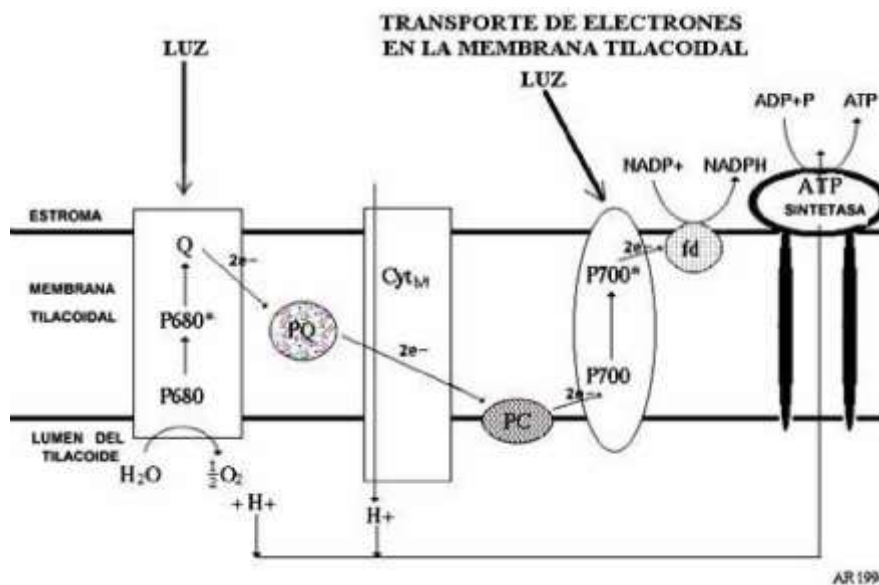 TRANSPORTE DE ELECTRONES
EN LA MEMBRANA TILACOIDAL
LUZ
LUZ
ADP+P
ATP
NADP+
NADPH
ATP
SINTETASA
ESTROMA
Q
2e-
2e-
fd
P700*
Cyt b/f
MEMBRANA
TILACOIDAL
P680*
PQ
2e-
P700
P680
2e-
PC
LUMEN DEL
TILACOIDE
H2O
½O2
+ H+
H+
AR 199